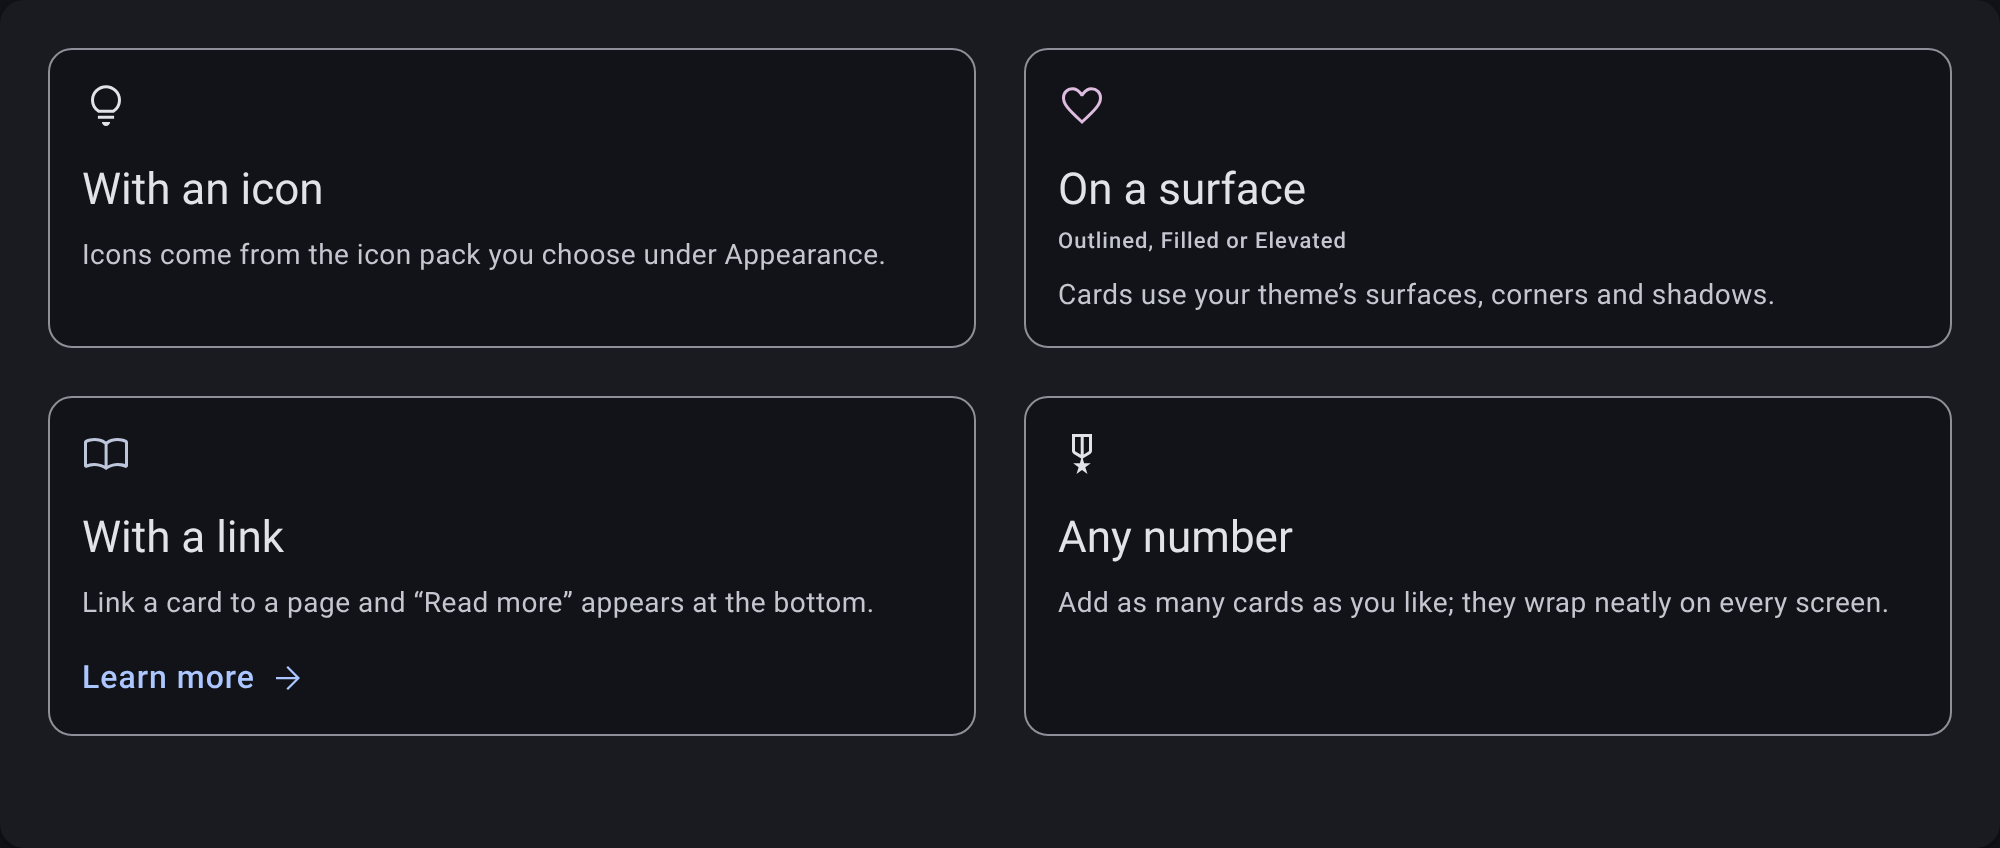 With an icon
Icons come from the icon pack you choose under Appearance.
On a surface
Outlined, Filled or Elevated
Cards use your theme’s surfaces, corners and shadows.
With a link
Link a card to a page and “Read more” appears at the bottom.
Learn more
Any number
Add as many cards as you like; they wrap neatly on every screen.